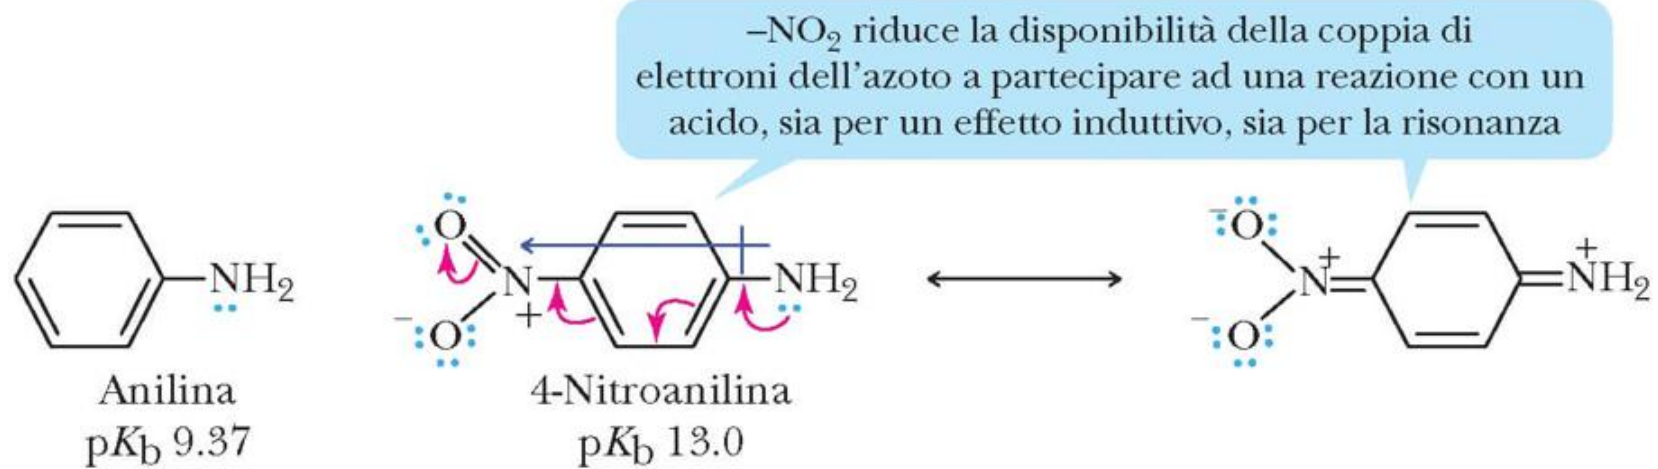 –NO₂ riduce la disponibilità della coppia di
elettroni dell’azoto a partecipare ad una reazione con un
acido, sia per un effetto induttivo, sia per la risonanza
NH₂
O
N
+
– O
NH₂
– O
N
+
– O
+
NH₂
Anilina
pKb 9.37
4-Nitroanilina
pKb 13.0